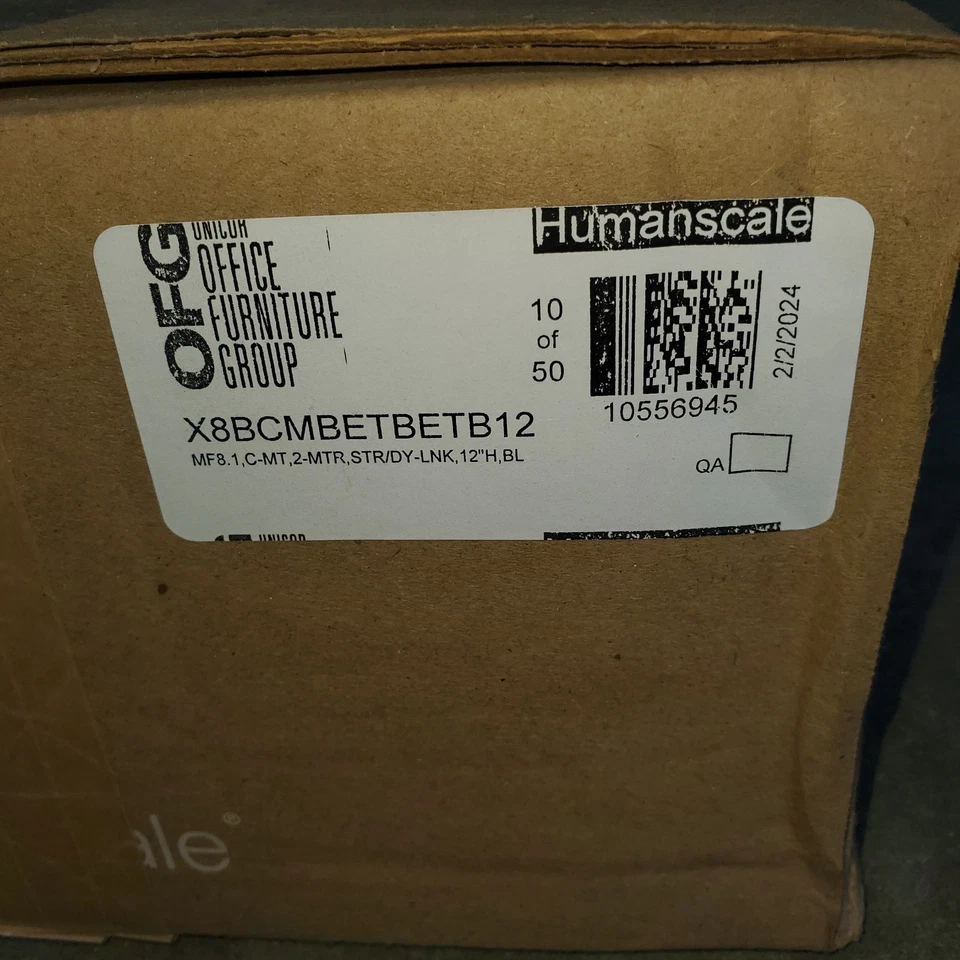 OFG
UNICOR
OFFICE
FURNITURE
GROUP
Humanscale
10
of
50
2/2/2024
10556945
X8BCMBETBETB12
MF8.1,C-MT,2-MTR,STR/DY-LNK,12"H,BL
QA
UNICOR
ale®